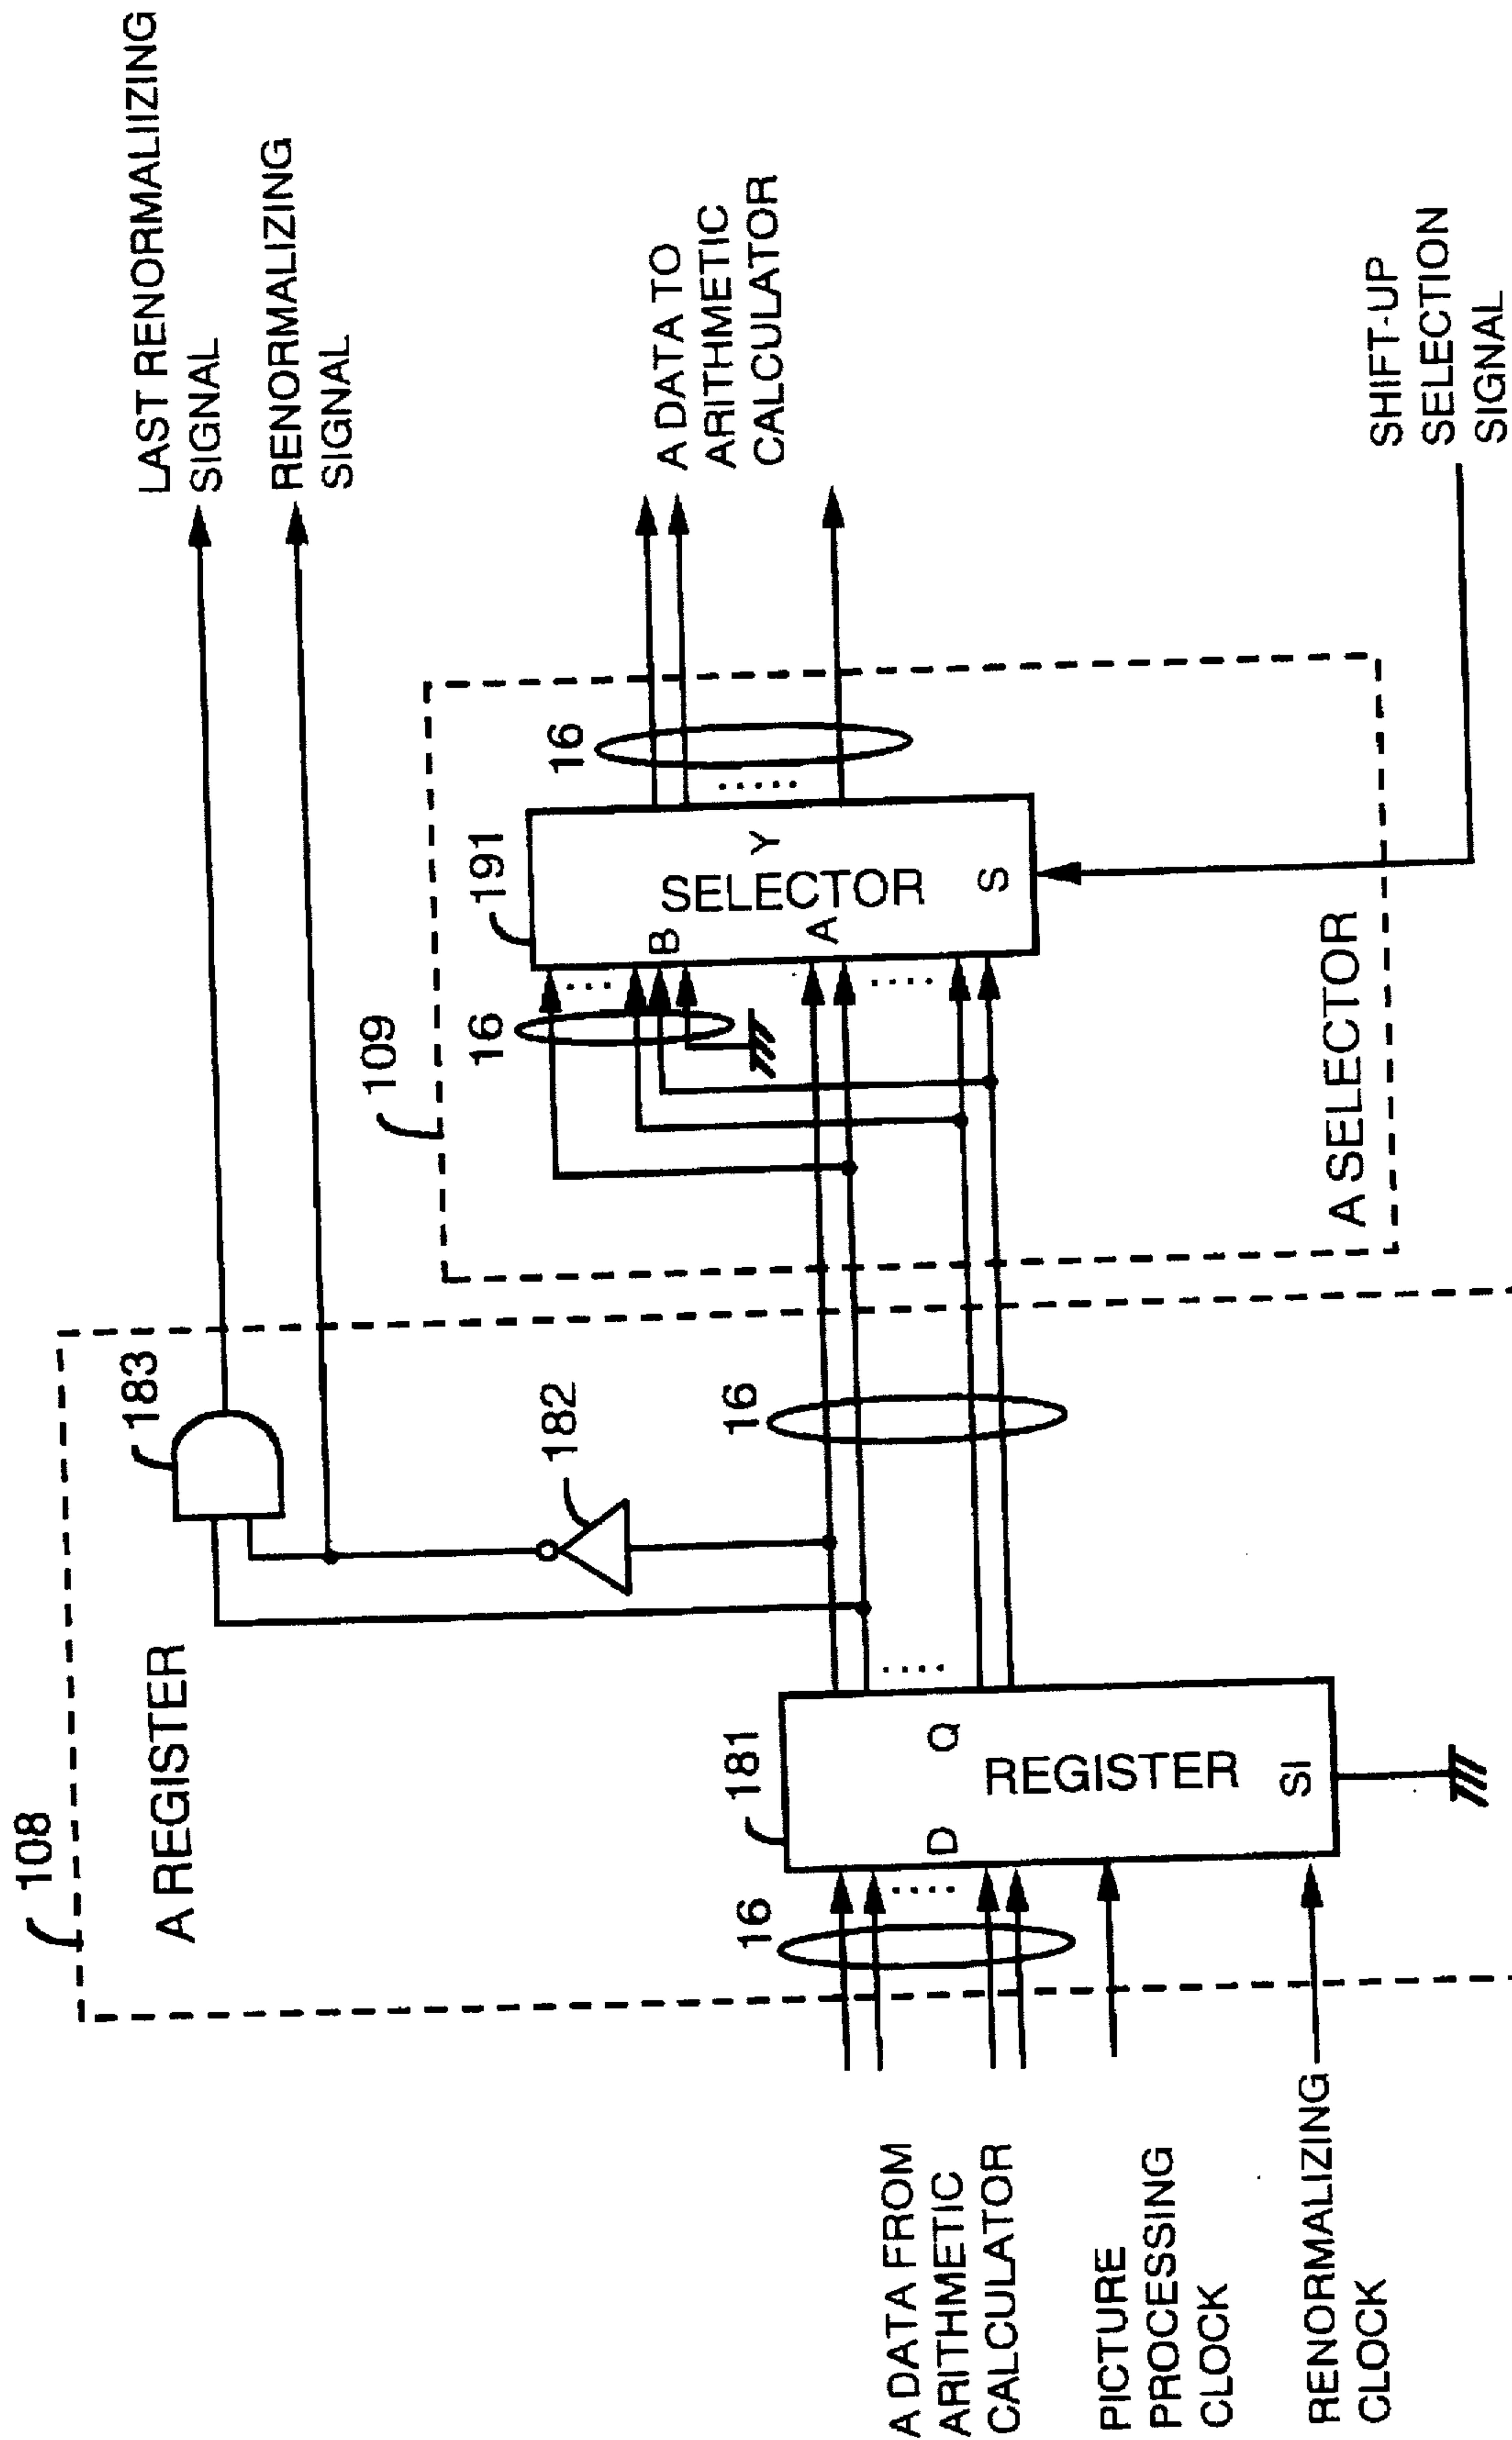 108
A REGISTER
183
LAST RENORMALIIZING
SIGNAL
RENORMALIZING
SIGNAL
182
109
191
16
B
A
Y
SELECTOR
S
16
A DATA TO
ARITHMETIC
CALCULATOR
A SELECTOR
SHIFT-UP
SELECTION
SIGNAL
16
181
D
Q
REGISTER
SI
16
A DATA FROM
ARITHMETIC
CALCULATOR
PICTURE
PROCESSING
CLOCK
RENORMALIZING
CLOCK